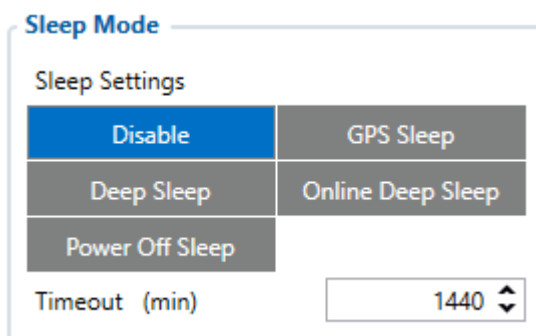 Sleep Mode
Sleep Settings
Disable GPS Sleep
Deep Sleep Online Deep Sleep
Power Off Sleep
Timeout (min) 1440